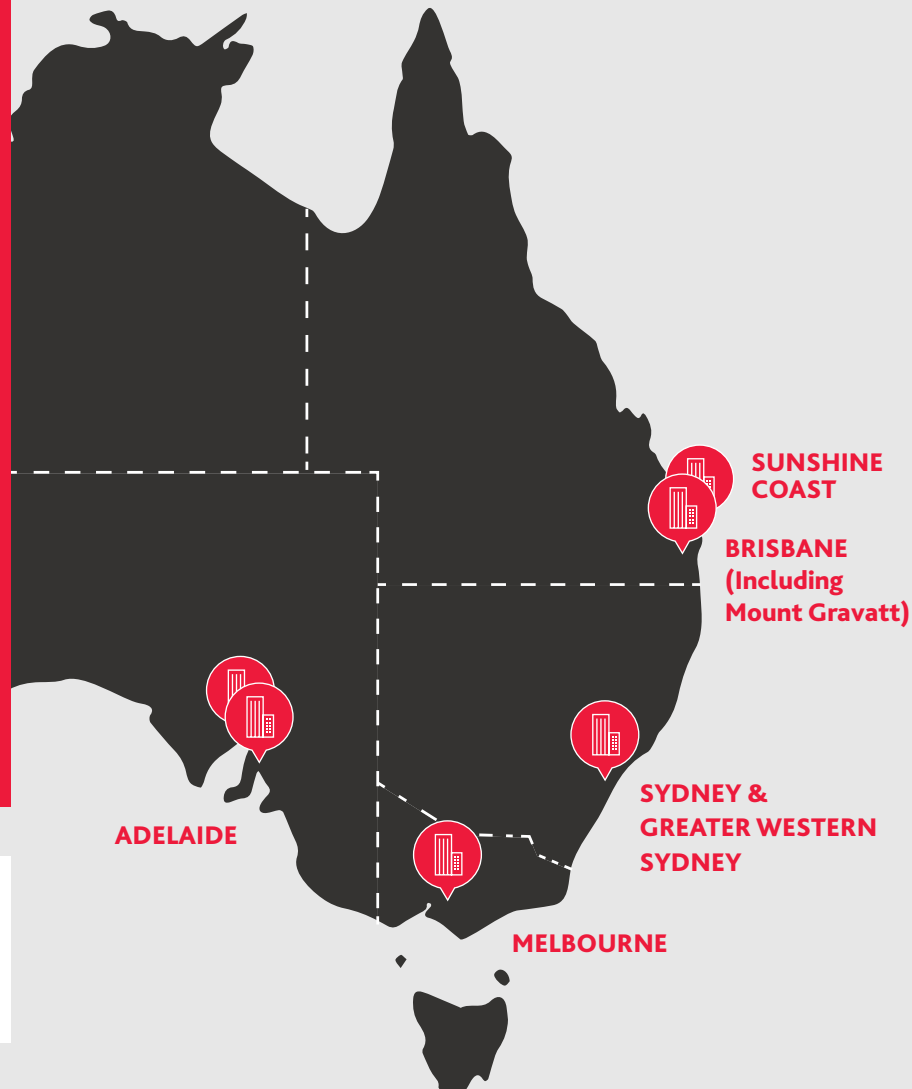 SUNSHINE
COAST
BRISBANE
(Including
Mount Gravatt)
SYDNEY &
GREATER WESTERN
SYDNEY
ADELAIDE
MELBOURNE